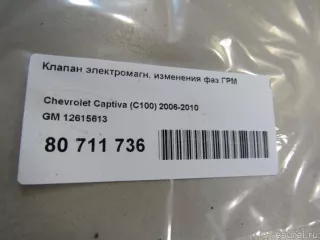 Клапан электромагн. изменения фаз ГРМ
Chevrolet Captiva (C100) 2006-2010
GM 12615613
80 711 736